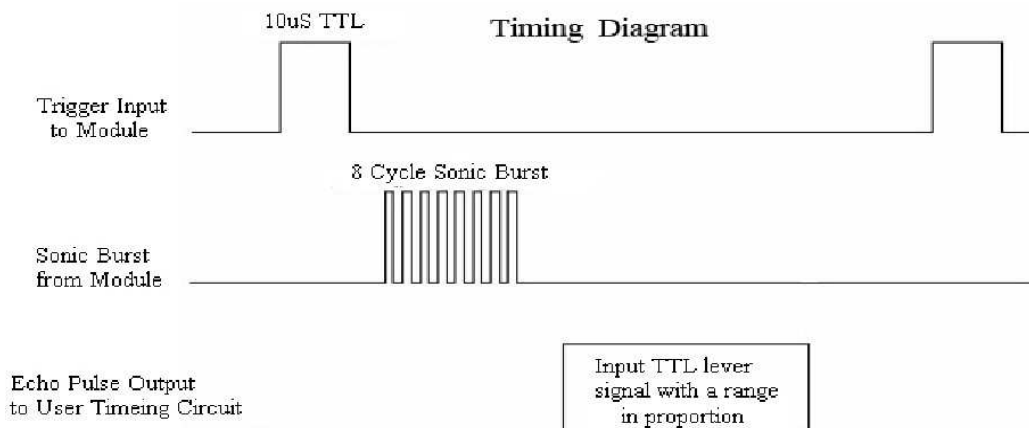 10uS TTL
Timing Diagram
Trigger Input
to Module
8 Cycle Sonic Burst
Sonic Burst
from Module
Echo Pulse Output
to User Timeing Circuit
Input TTL lever
signal with a range
in proportion